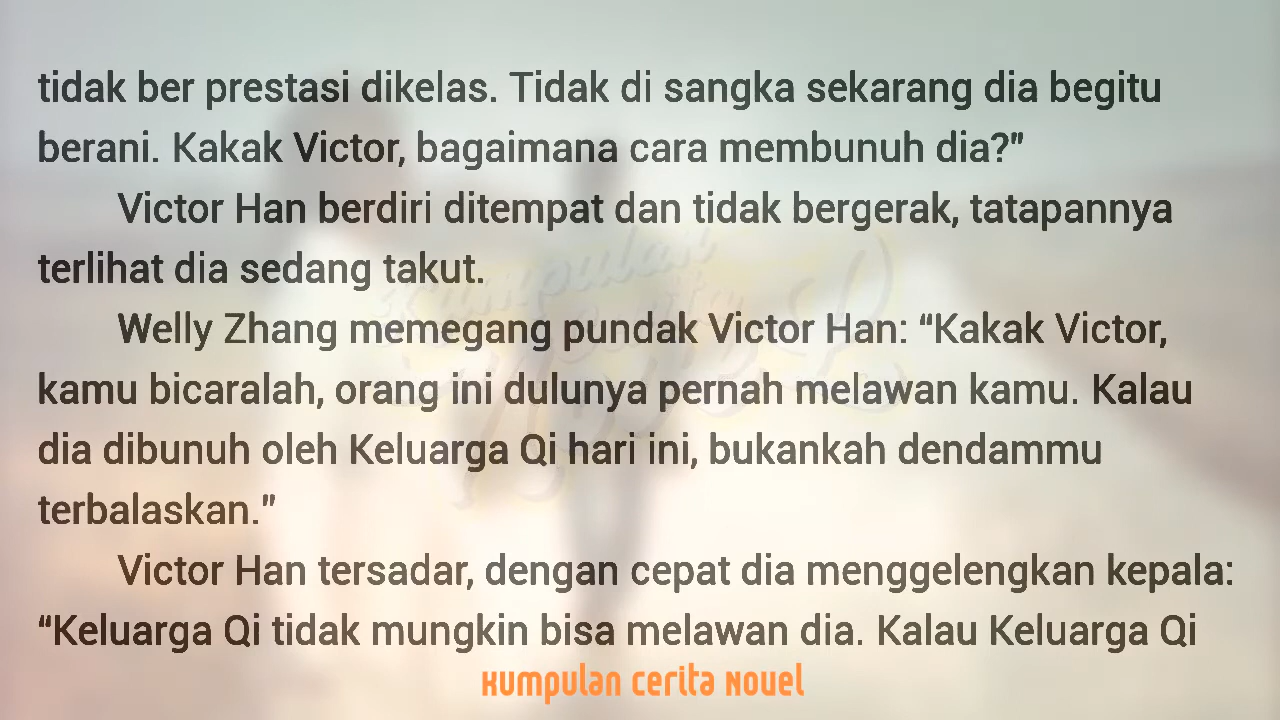 tidak ber prestasi dikelas. Tidak di sangka sekarang dia begitu
berani. Kakak Victor, bagaimana cara membunuh dia?"
Victor Han berdiri ditempat dan tidak bergerak, tatapannya
terlihat dia sedang takut.
Welly Zhang memegang pundak Victor Han: “Kakak Victor,
kamu bicaralah, orang ini dulunya pernah melawan kamu. Kalau
dia dibunuh oleh Keluarga Qi hari ini, bukankah dendammu
terbalaskan."
Victor Han tersadar, dengan cepat dia menggelengkan kepala:
“Keluarga Qi tidak mungkin bisa melawan dia. Kalau Keluarga Qi
Kumpulan Cerita Novel